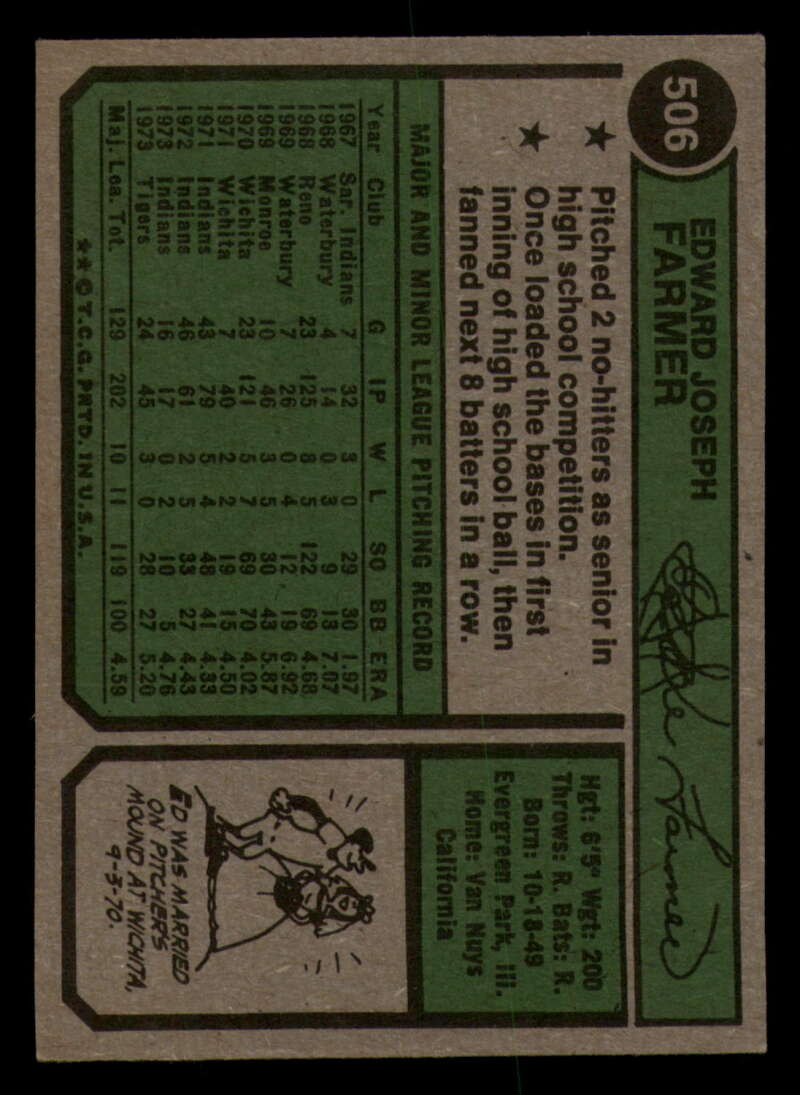 506
EDWARD JOSEPH
FARMER
★ Pitched 2 no-hitters as senior in
high school competition.
★ Once loaded the bases in first
inning of high school ball, then
fanned next 8 batters in a row.
MAJOR AND MINOR LEAGUE PITCHING RECORD
Year Club G IP W L SO BB ERA
1967 Sar. Indians 7 32 3 0 29 30 1.97
1968 Waterbury 4 14 0 3 9 13 7.07
1968 Reno 23 125 8 5 122 69 4.68
1969 Waterbury 7 26 0 4 12 19 6.92
1969 Monroe 10 46 3 5 30 43 5.87
1970 Wichita 23 121 5 7 69 70 4.02
1971 Wichita 7 40 2 2 19 15 4.50
1971 Indians 43 79 5 4 48 41 4.33
1972 Indians 46 61 2 5 33 27 4.43
1973 Indians 16 17 0 2 10 5 4.76
1973 Tigers 24 45 3 0 28 27 5.20
Maj. Lea. Tot. 129 202 10 11 119 100 4.59
★★©T.C.G. PRTD. IN U.S.A.
Hgt: 6'5" Wgt: 200
Throws: R. Bats: R.
Born: 10-18-49
Evergreen Park, Ill.
Home: Van Nuys
California
ED WAS MARRIED
ON PITCHER'S
MOUND AT WICHITA,
9-3-70.